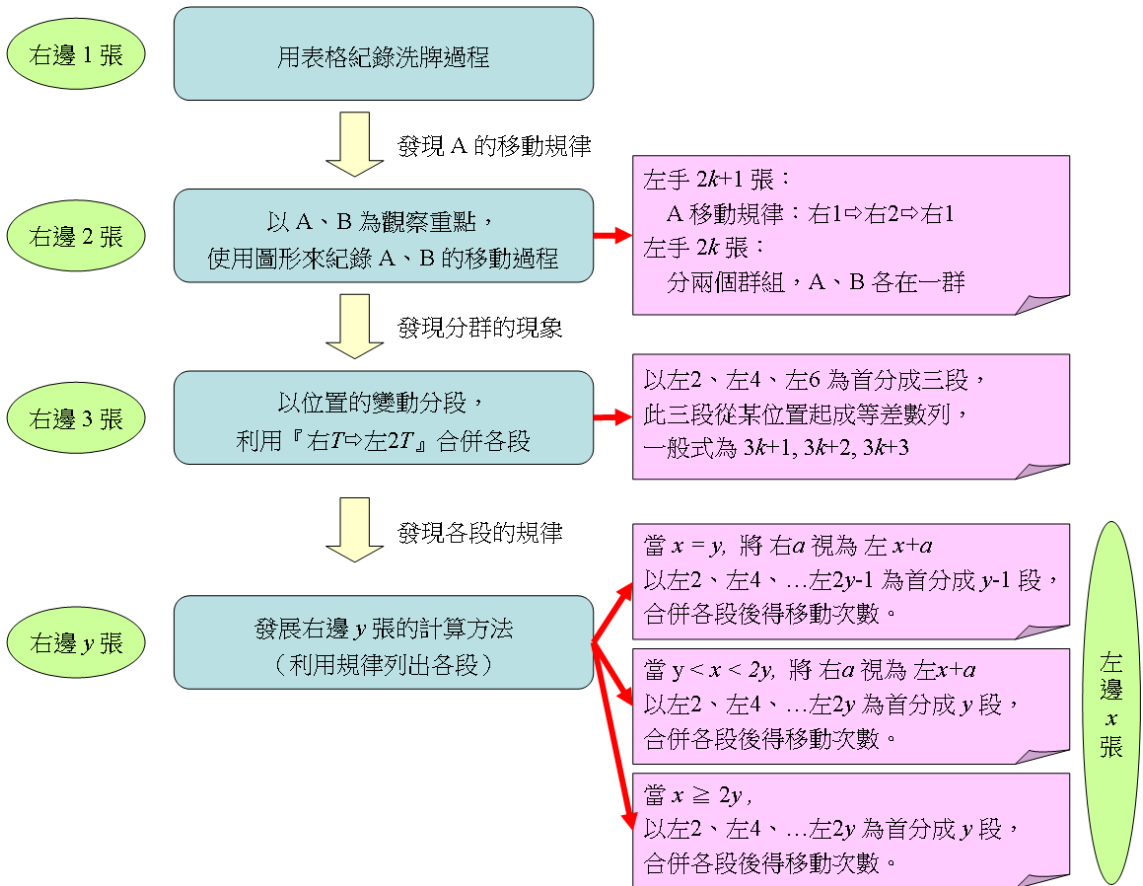 右邊 1 張
用表格紀錄洗牌過程
發現 A 的移動規律
右邊 2 張
以 A、B 為觀察重點，
使用圖形來紀錄 A、B 的移動過程
左手 2k+1 張：
A 移動規律：右1⇨右2⇨右1
左手 2k 張：
分兩個群組，A、B 各在一群
發現分群的現象
右邊 3 張
以位置的變動分段，
利用『右T⇨左2T』合併各段
以左2、左4、左6 為首分成三段，
此三段從某位置起成等差數列，
一般式為 3k+1, 3k+2, 3k+3
發現各段的規律
右邊 y 張
發展右邊 y 張的計算方法
（利用規律列出各段）
當 x = y, 將 右a 視為 左 x+a
以左2、左4、…左2y-1 為首分成 y-1 段，
合併各段後得移動次數。
當 y < x < 2y, 將 右a 視為 左x+a
以左2、左4、…左2y 為首分成 y 段，
合併各段後得移動次數。
當 x ≧ 2y ,
以左2、左4、…左2y 為首分成 y 段，
合併各段後得移動次數。
左邊 x 張